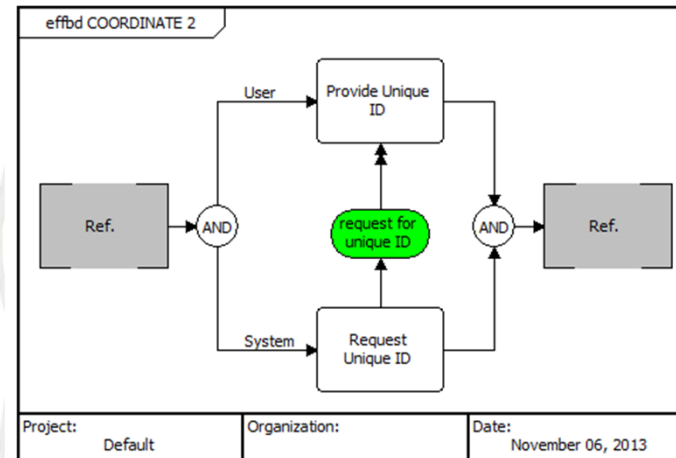 effbd COORDINATE 2
User
Provide Unique
ID
Ref.
AND
request for
unique ID
AND
Ref.
System
Request
Unique ID
Project:
Default
Organization:
Date:
November 06, 2013